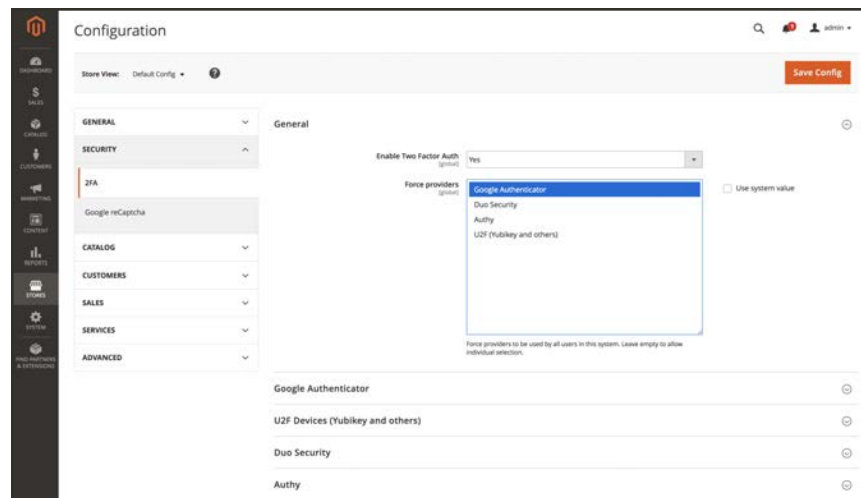 Configuration
admin
Store View: Default Config
?
Save Config
DASHBOARD
$
SALES
CATALOG
CUSTOMERS
MARKETING
CONTENT
REPORTS
STORES
SYSTEM
FIND PARTNERS
& EXTENSIONS
GENERAL
SECURITY
2FA
Google reCaptcha
CATALOG
CUSTOMERS
SALES
SERVICES
ADVANCED
General
Enable Two Factor Auth
[global]
Yes
Force providers
[global]
Google Authenticator
Duo Security
Authy
U2F (Yubikey and others)
Use system value
Force providers to be used by all users in this system. Leave empty to allow
individual selection.
Google Authenticator
U2F Devices (Yubikey and others)
Duo Security
Authy